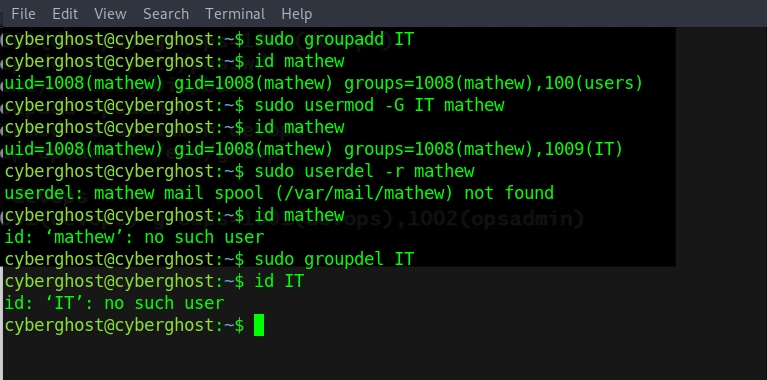 File Edit View Search Terminal Help
cyberghost@cyberghost:~$ sudo groupadd IT
cyberghost@cyberghost:~$ id mathew
uid=1008(mathew) gid=1008(mathew) groups=1008(mathew),100(users)
cyberghost@cyberghost:~$ sudo usermod -G IT mathew
cyberghost@cyberghost:~$ id mathew
uid=1008(mathew) gid=1008(mathew) groups=1008(mathew),1009(IT)
cyberghost@cyberghost:~$ sudo userdel -r mathew
userdel: mathew mail spool (/var/mail/mathew) not found
cyberghost@cyberghost:~$ id mathew
ops),1002(opsadmin)
id: ‘mathew’: no such user
cyberghost@cyberghost:~$ sudo groupdel IT
cyberghost@cyberghost:~$ id IT
id: ‘IT’: no such user
cyberghost@cyberghost:~$